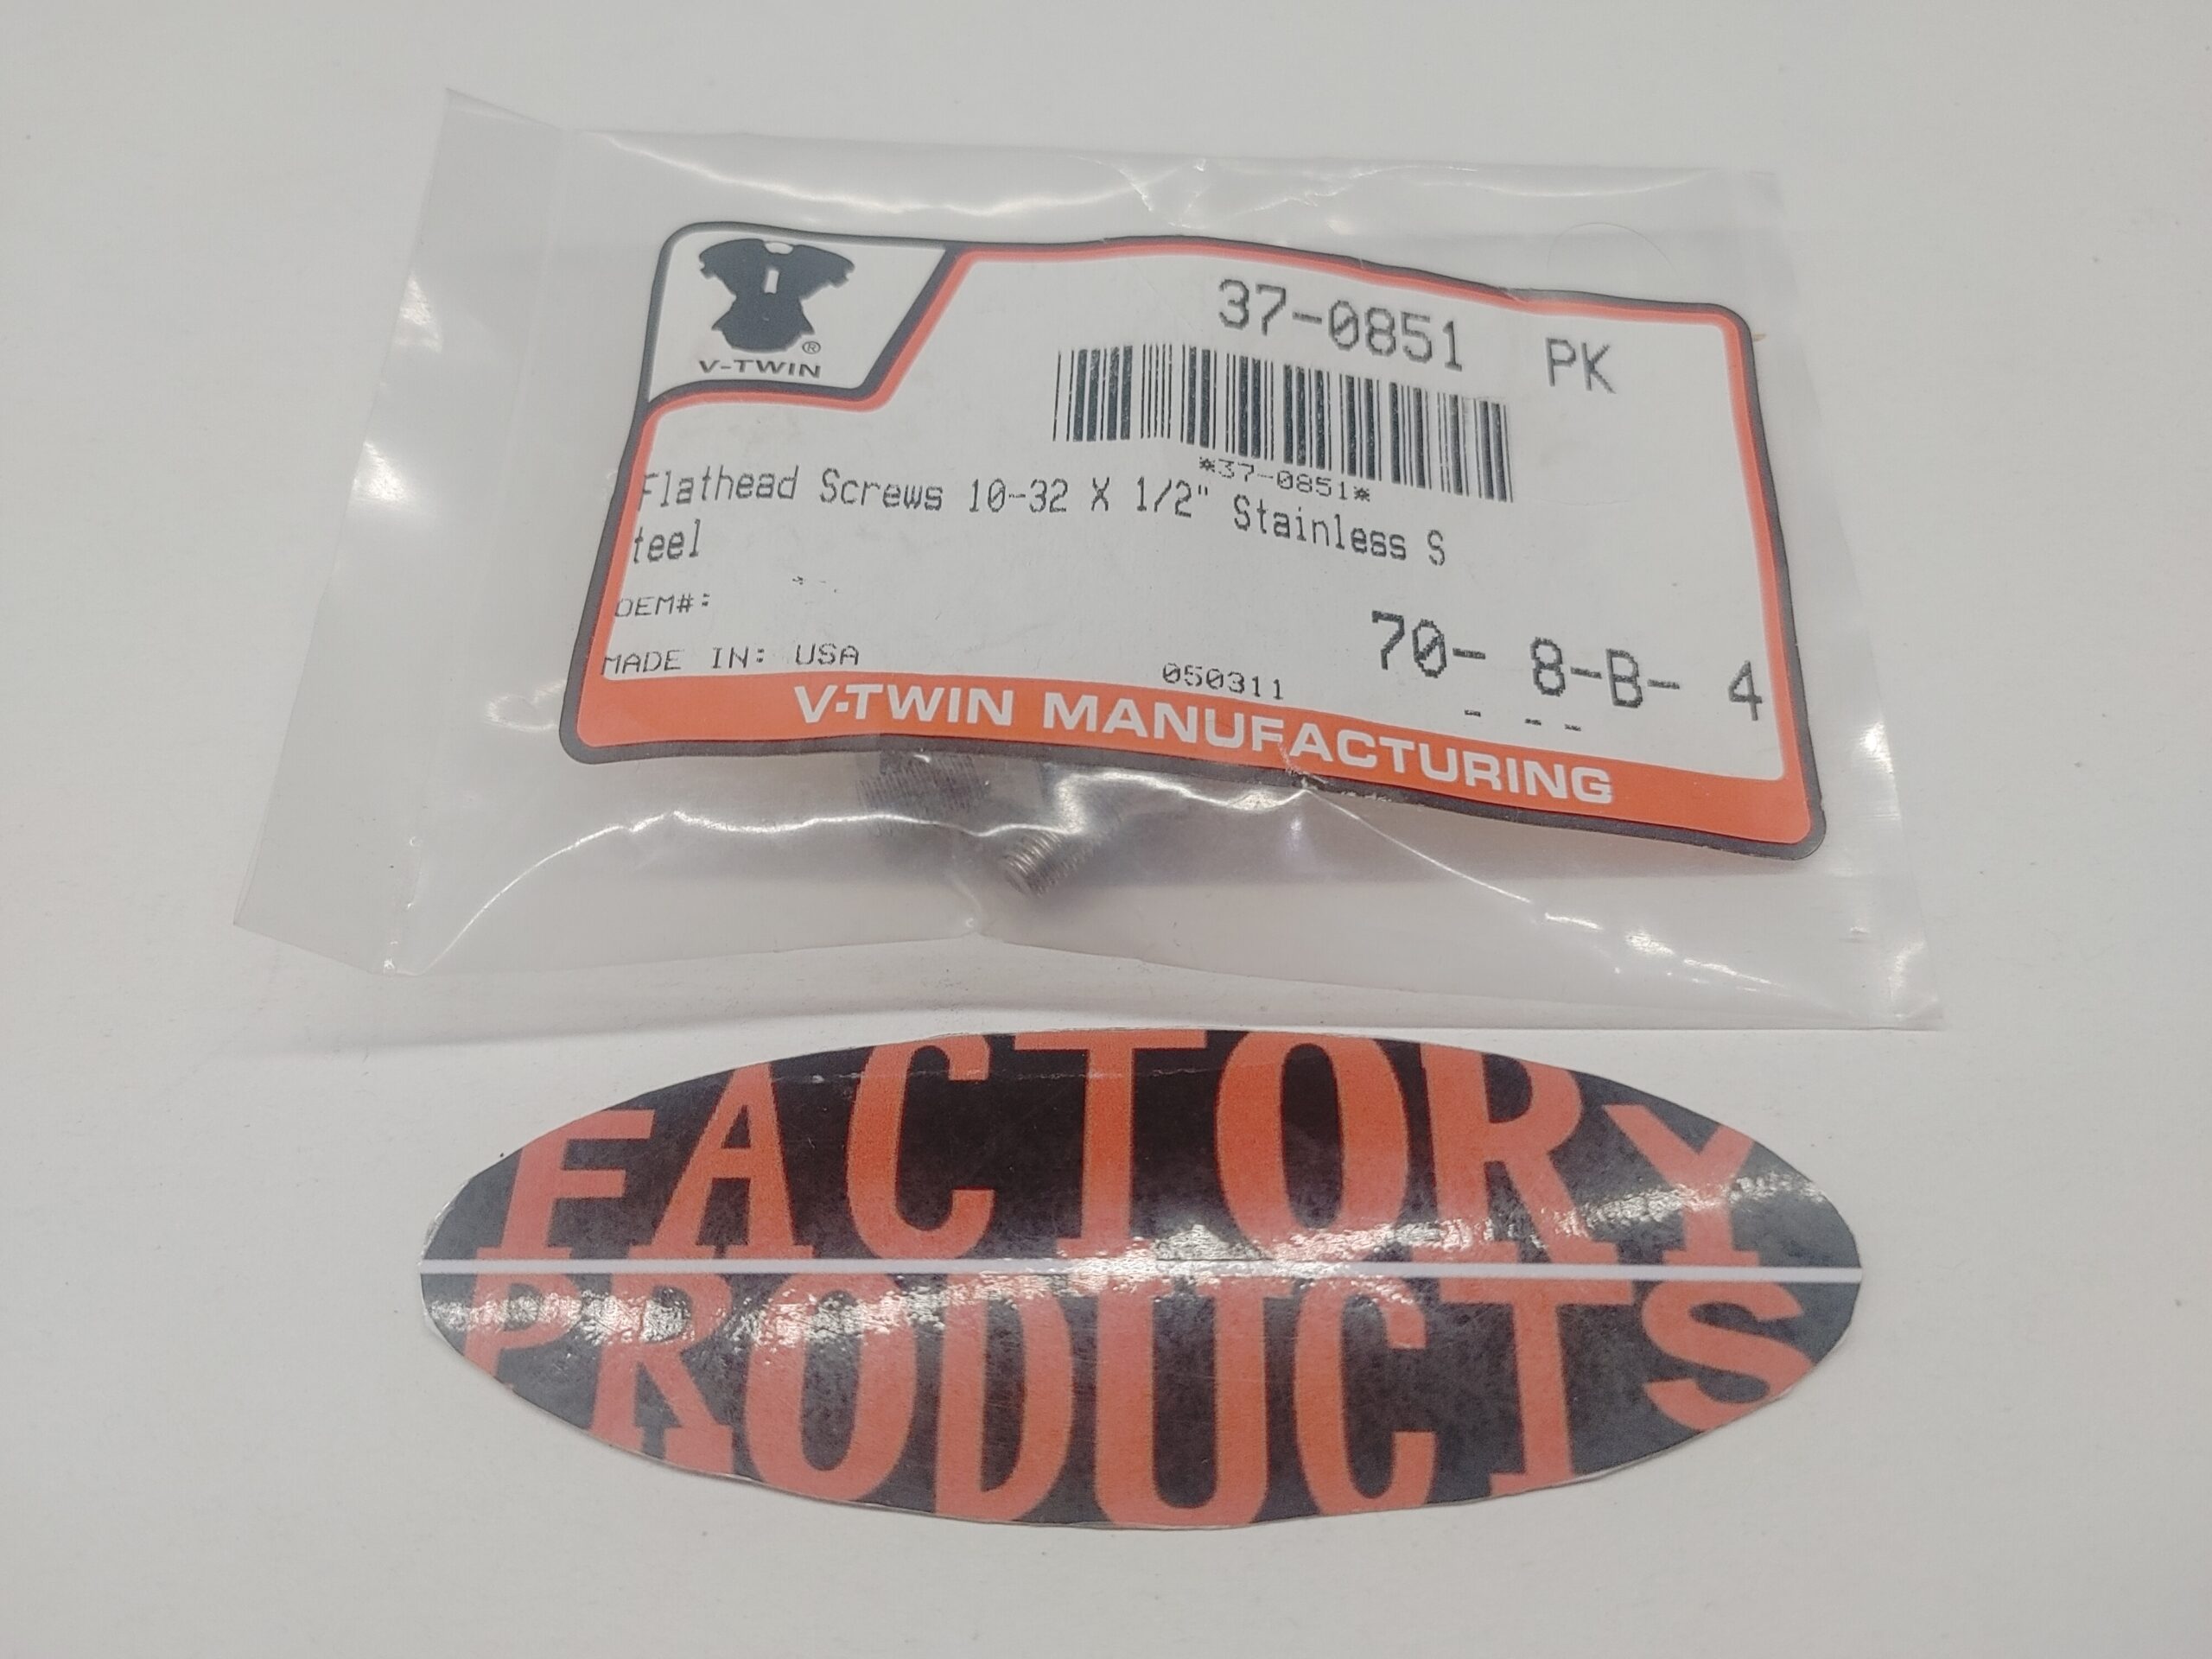 V-TWIN
®
37-0851 PK
*37-0851*
Flathead Screws 10-32 X 1/2" Stainless S
teel
OEM#:
MADE IN: USA
050311
70- 8-B- 4
- --
V-TWIN MANUFACTURING
FACTORY
PRODUCTS